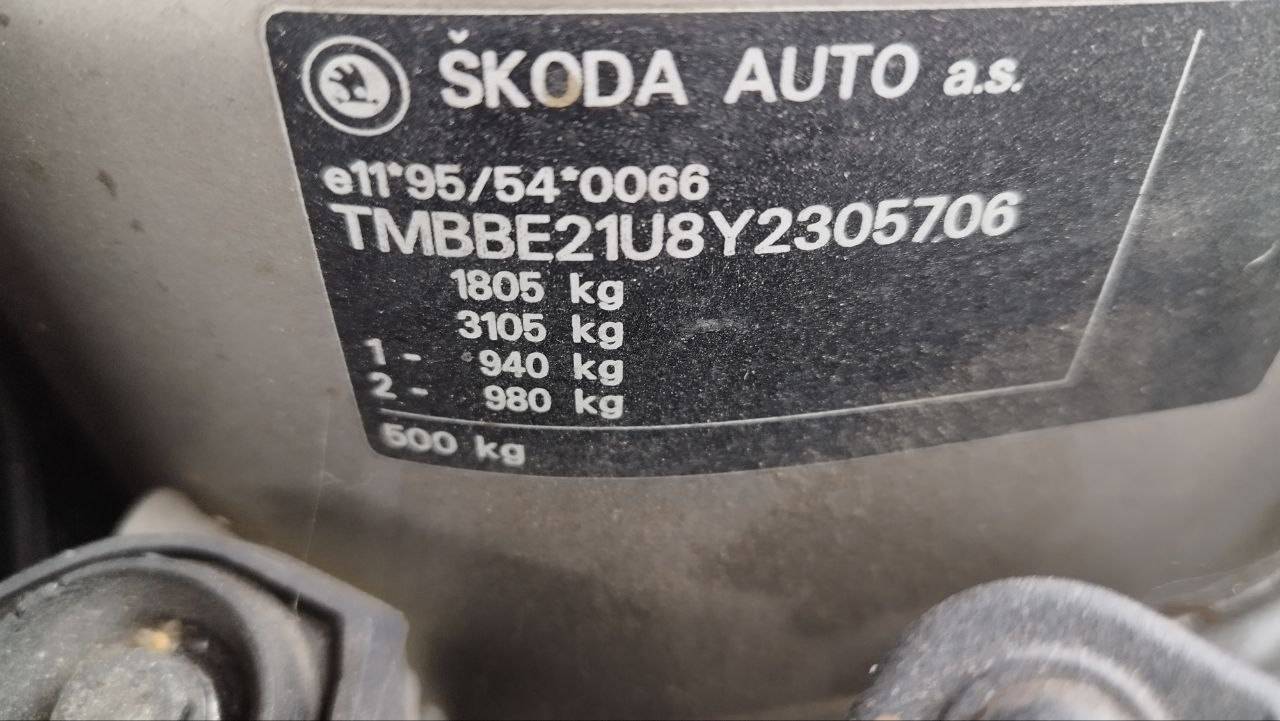 ŠKODA AUTO a.s.
e11*95/54*0066
TMBBE21U8Y2305706
1805 kg
3105 kg
1 - 940 kg
2 - 980 kg
500 kg